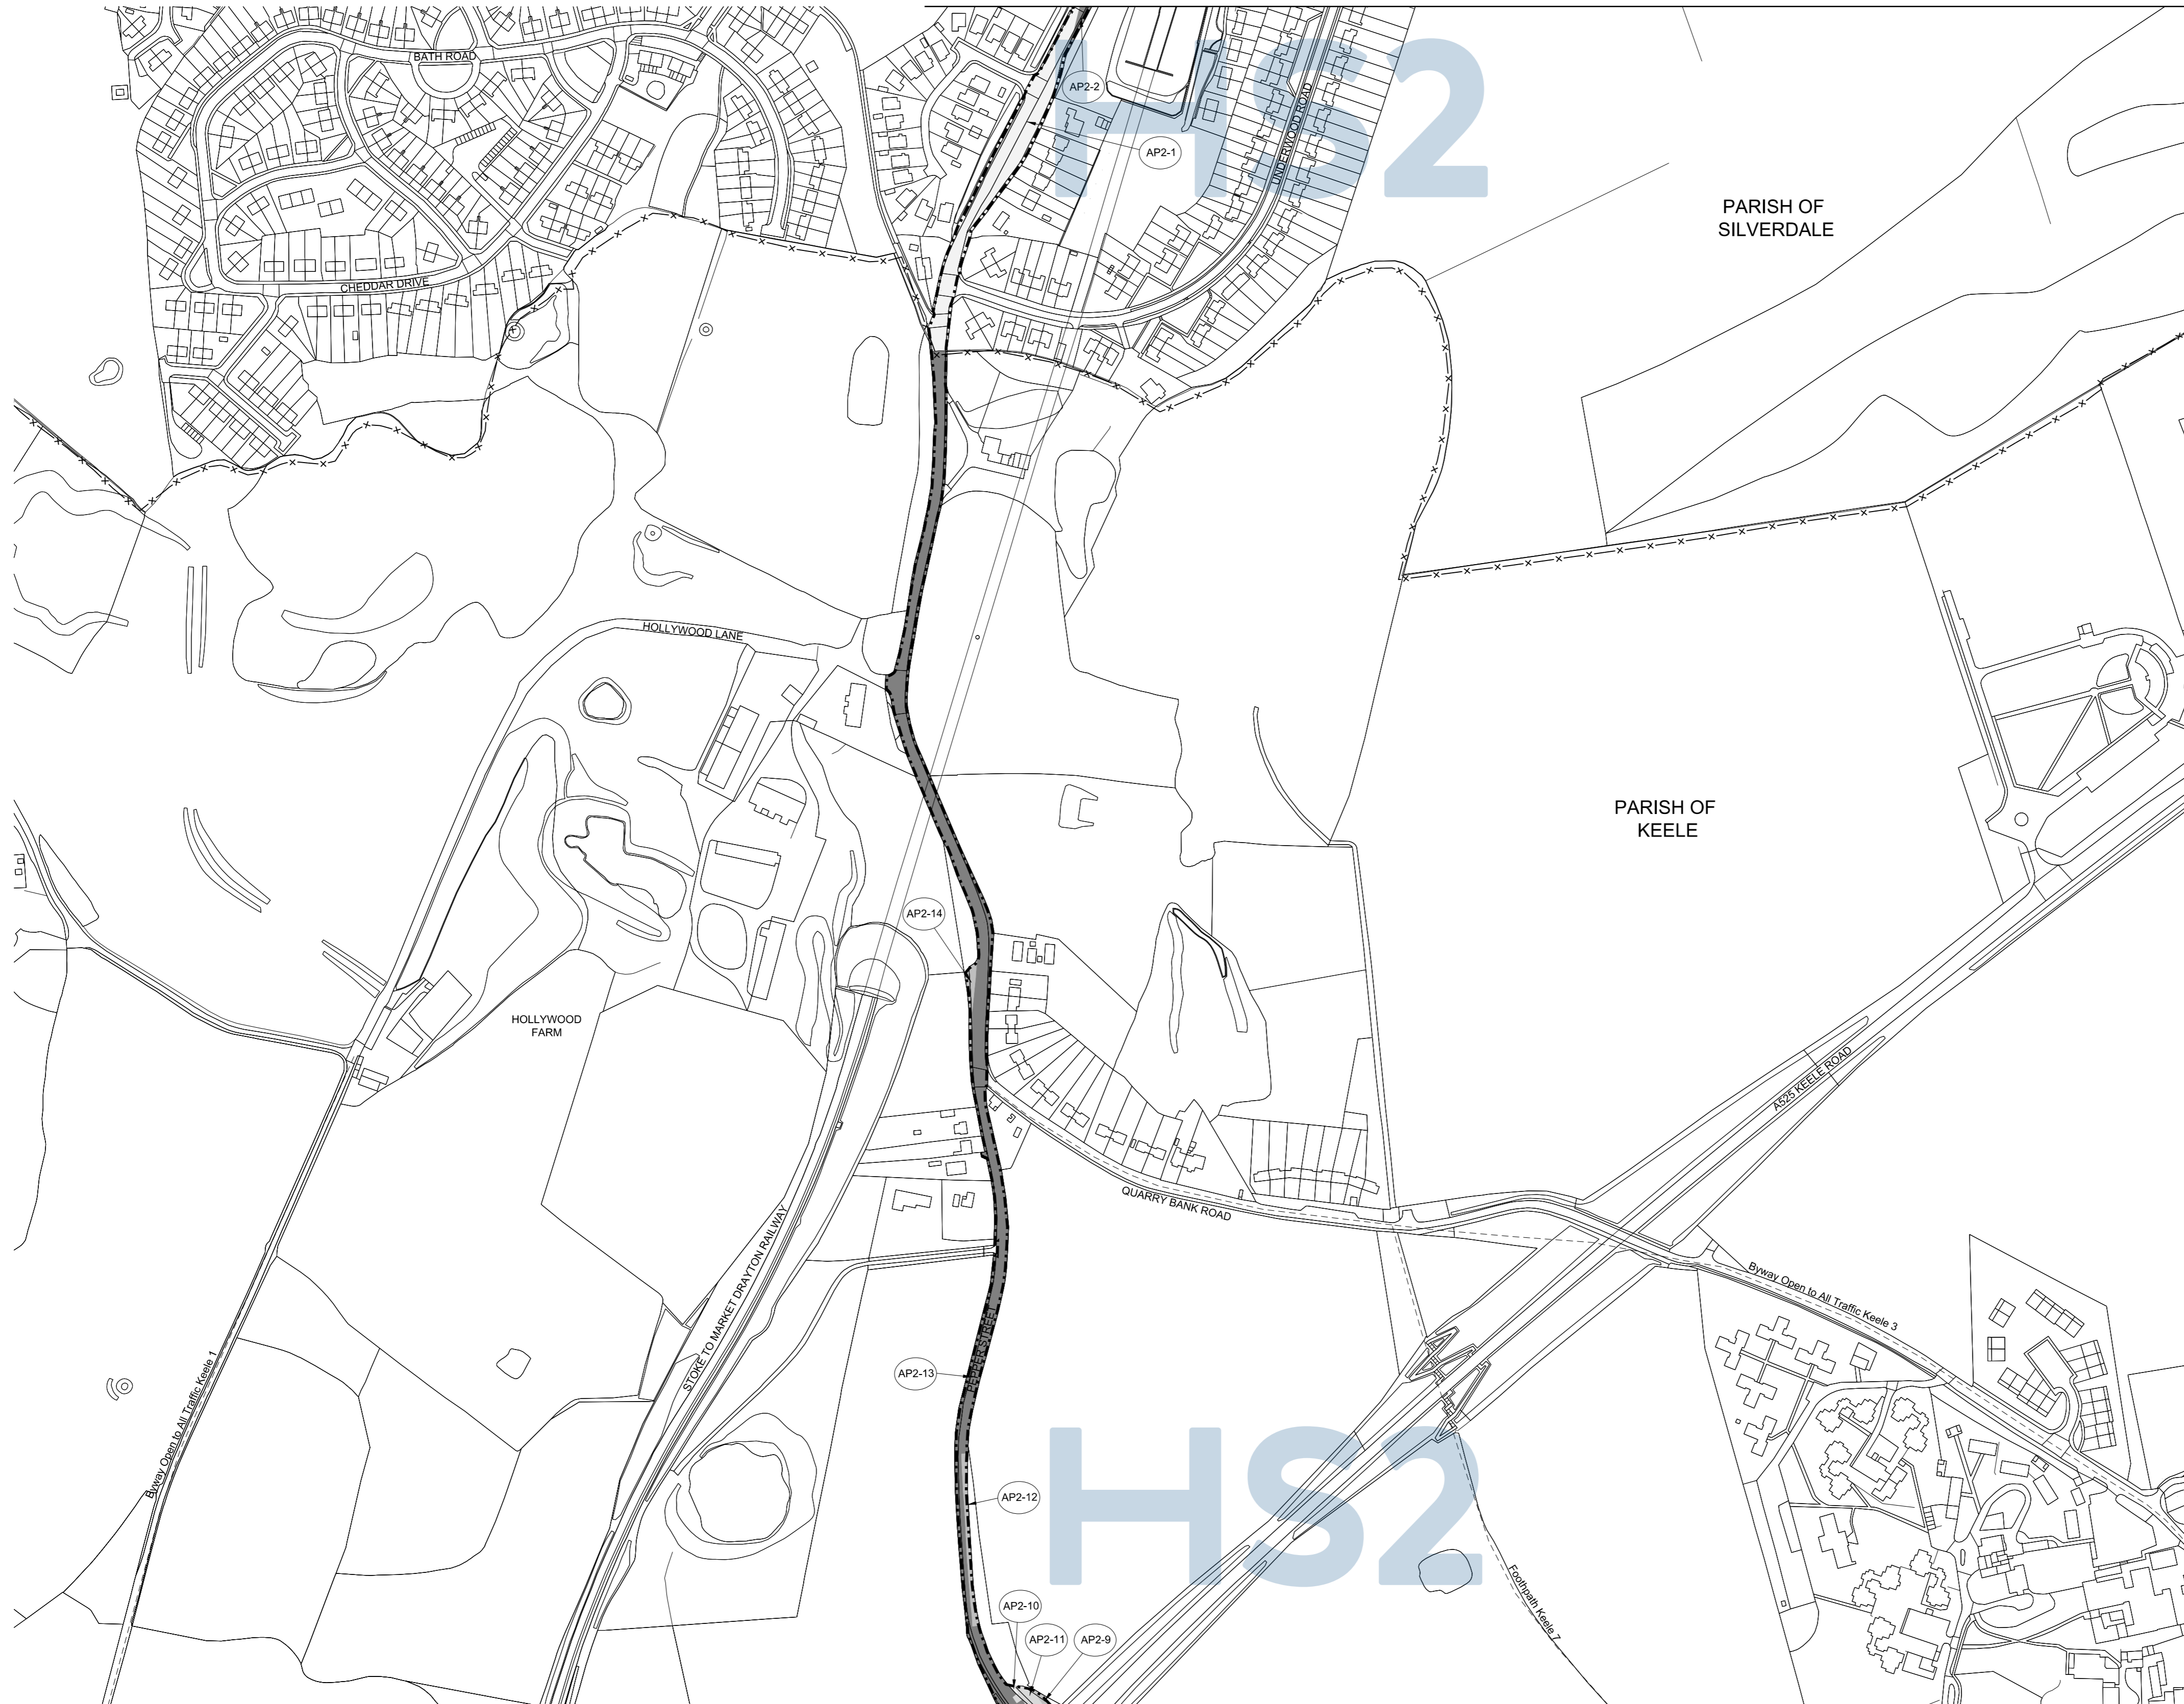 BATH ROAD
AP2-2
HS2
AP2-1
UNDERWOOD ROAD
PARISH OF
SILVERDALE
CHEDDAR DRIVE
HOLLYWOOD LANE
PARISH OF
KEELE
AP2-14
HOLLYWOOD
FARM
A525 KEELE ROAD
QUARRY BANK ROAD
STOKE TO MARKET DRAYTON RAILWAY
Byway Open to All Traffic Keele 3
PEPPER STREET
AP2-13
Byway Open to All Traffic Keele 1
HS2
AP2-12
Footpath Keele 7
AP2-10
AP2-11
AP2-9